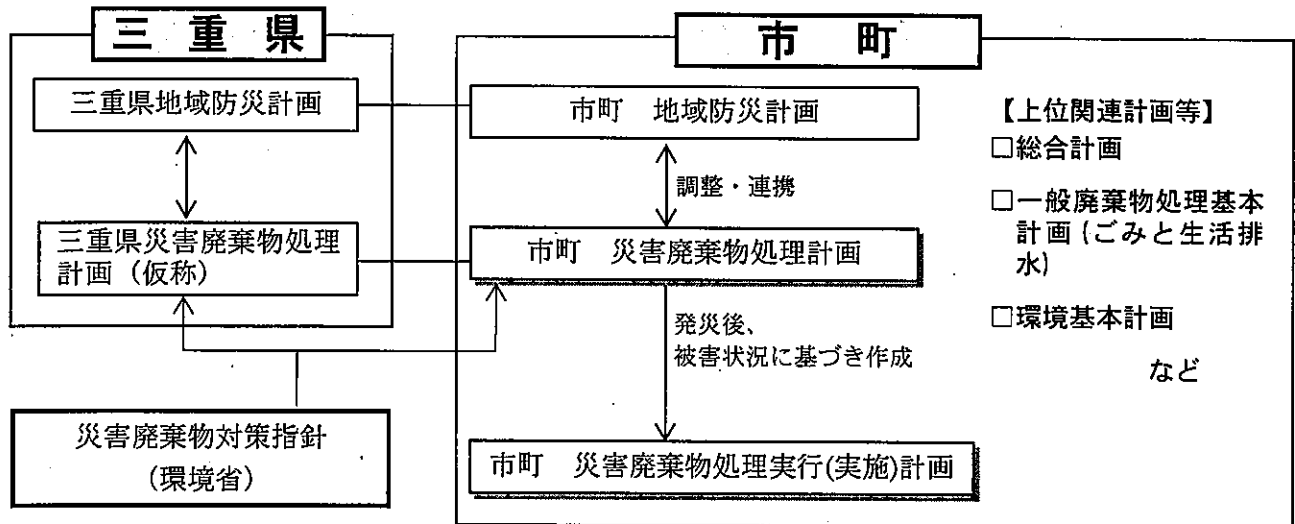 三重県
三重県地域防災計画
三重県災害廃棄物処理
計画（仮称）
災害廃棄物対策指針
（環境省）
市町
市町　地域防災計画
調整・連携
市町　災害廃棄物処理計画
発災後、
被害状況に基づき作成
市町　災害廃棄物処理実行(実施)計画
【上位関連計画等】
□総合計画
□一般廃棄物処理基本
計画（ごみと生活排
水）
□環境基本計画
など